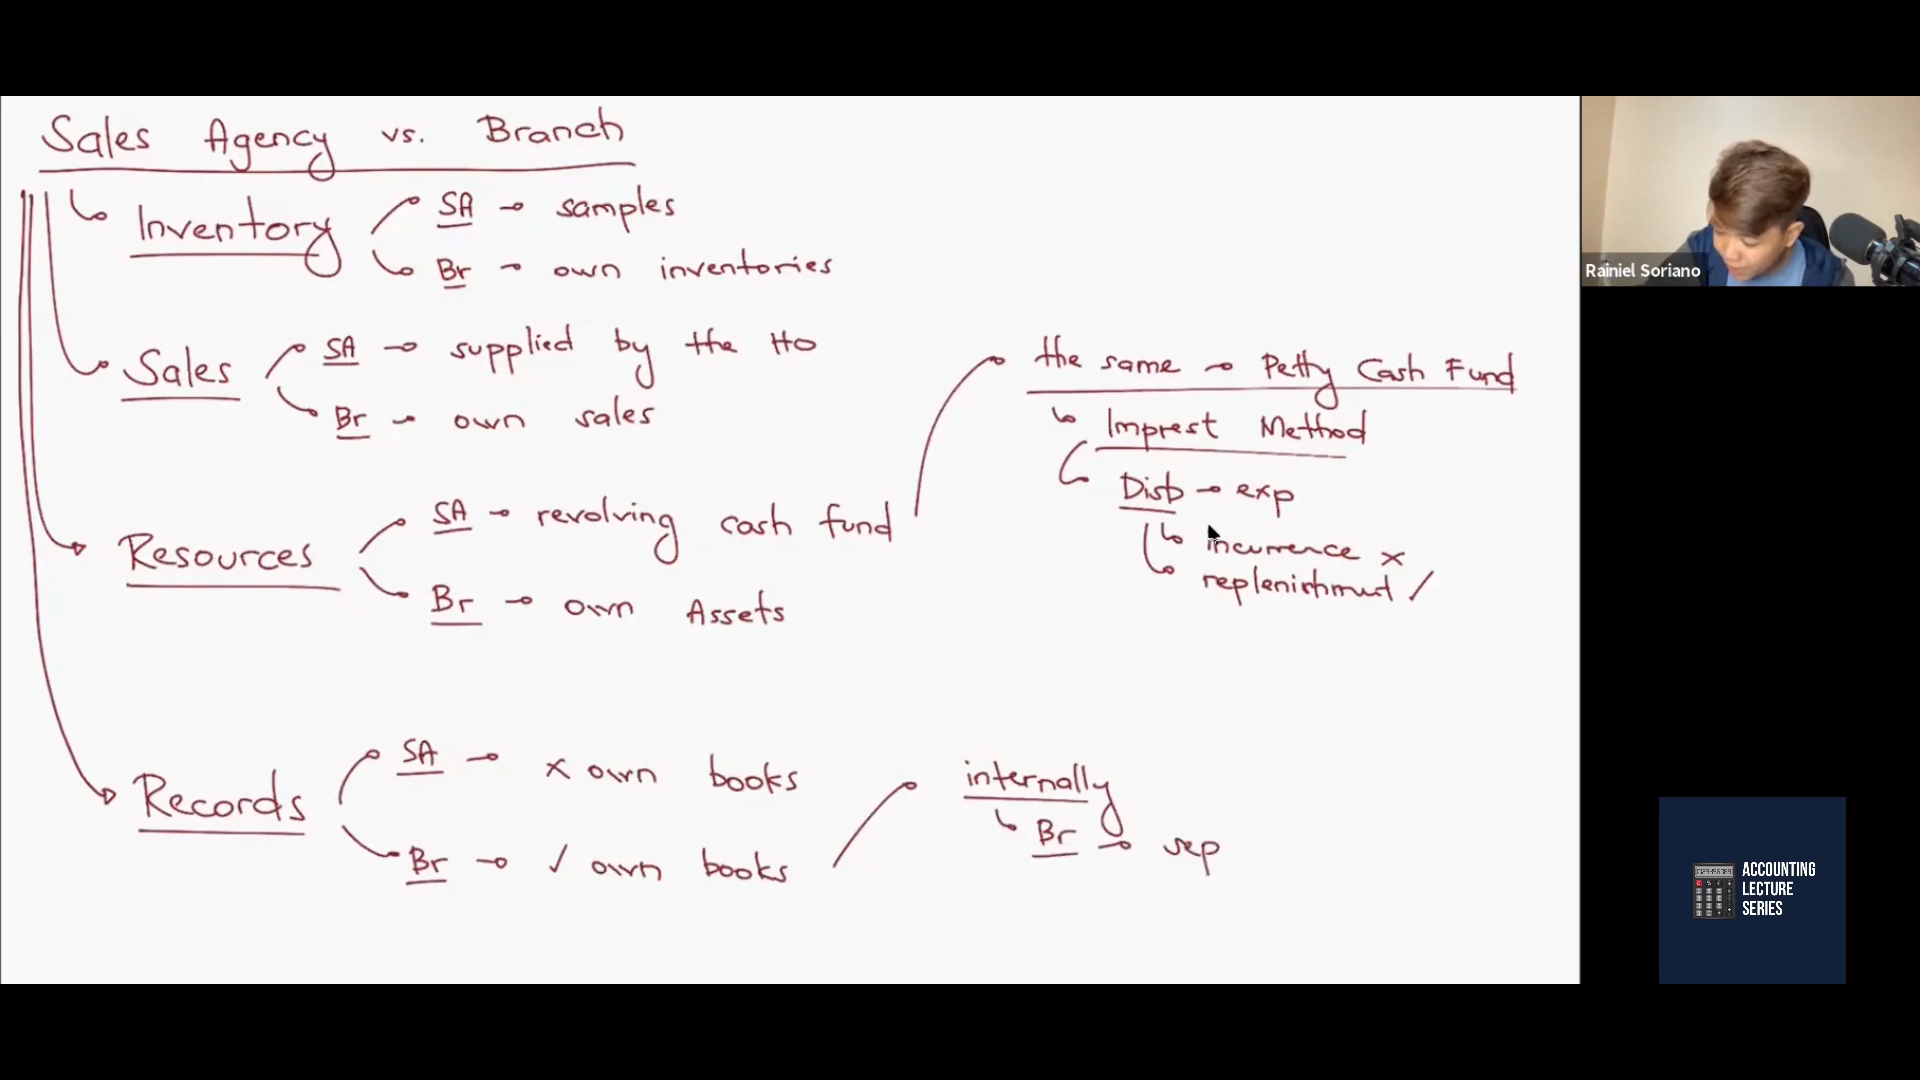 Sales Agency vs. Branch
Inventory
SA → samples
Br → own inventories
Sales
SA → supplied by the HO
Br → own sales
Resources
SA → revolving cash fund
Br → own Assets
the same → Petty Cash Fund
Imprest Method
Disb → exp
incurrence x
replenishment /
Records
SA → x own books
Br → ✓ own books
internally
Br → sep
Rainiel Soriano
ACCOUNTING
LECTURE
SERIES